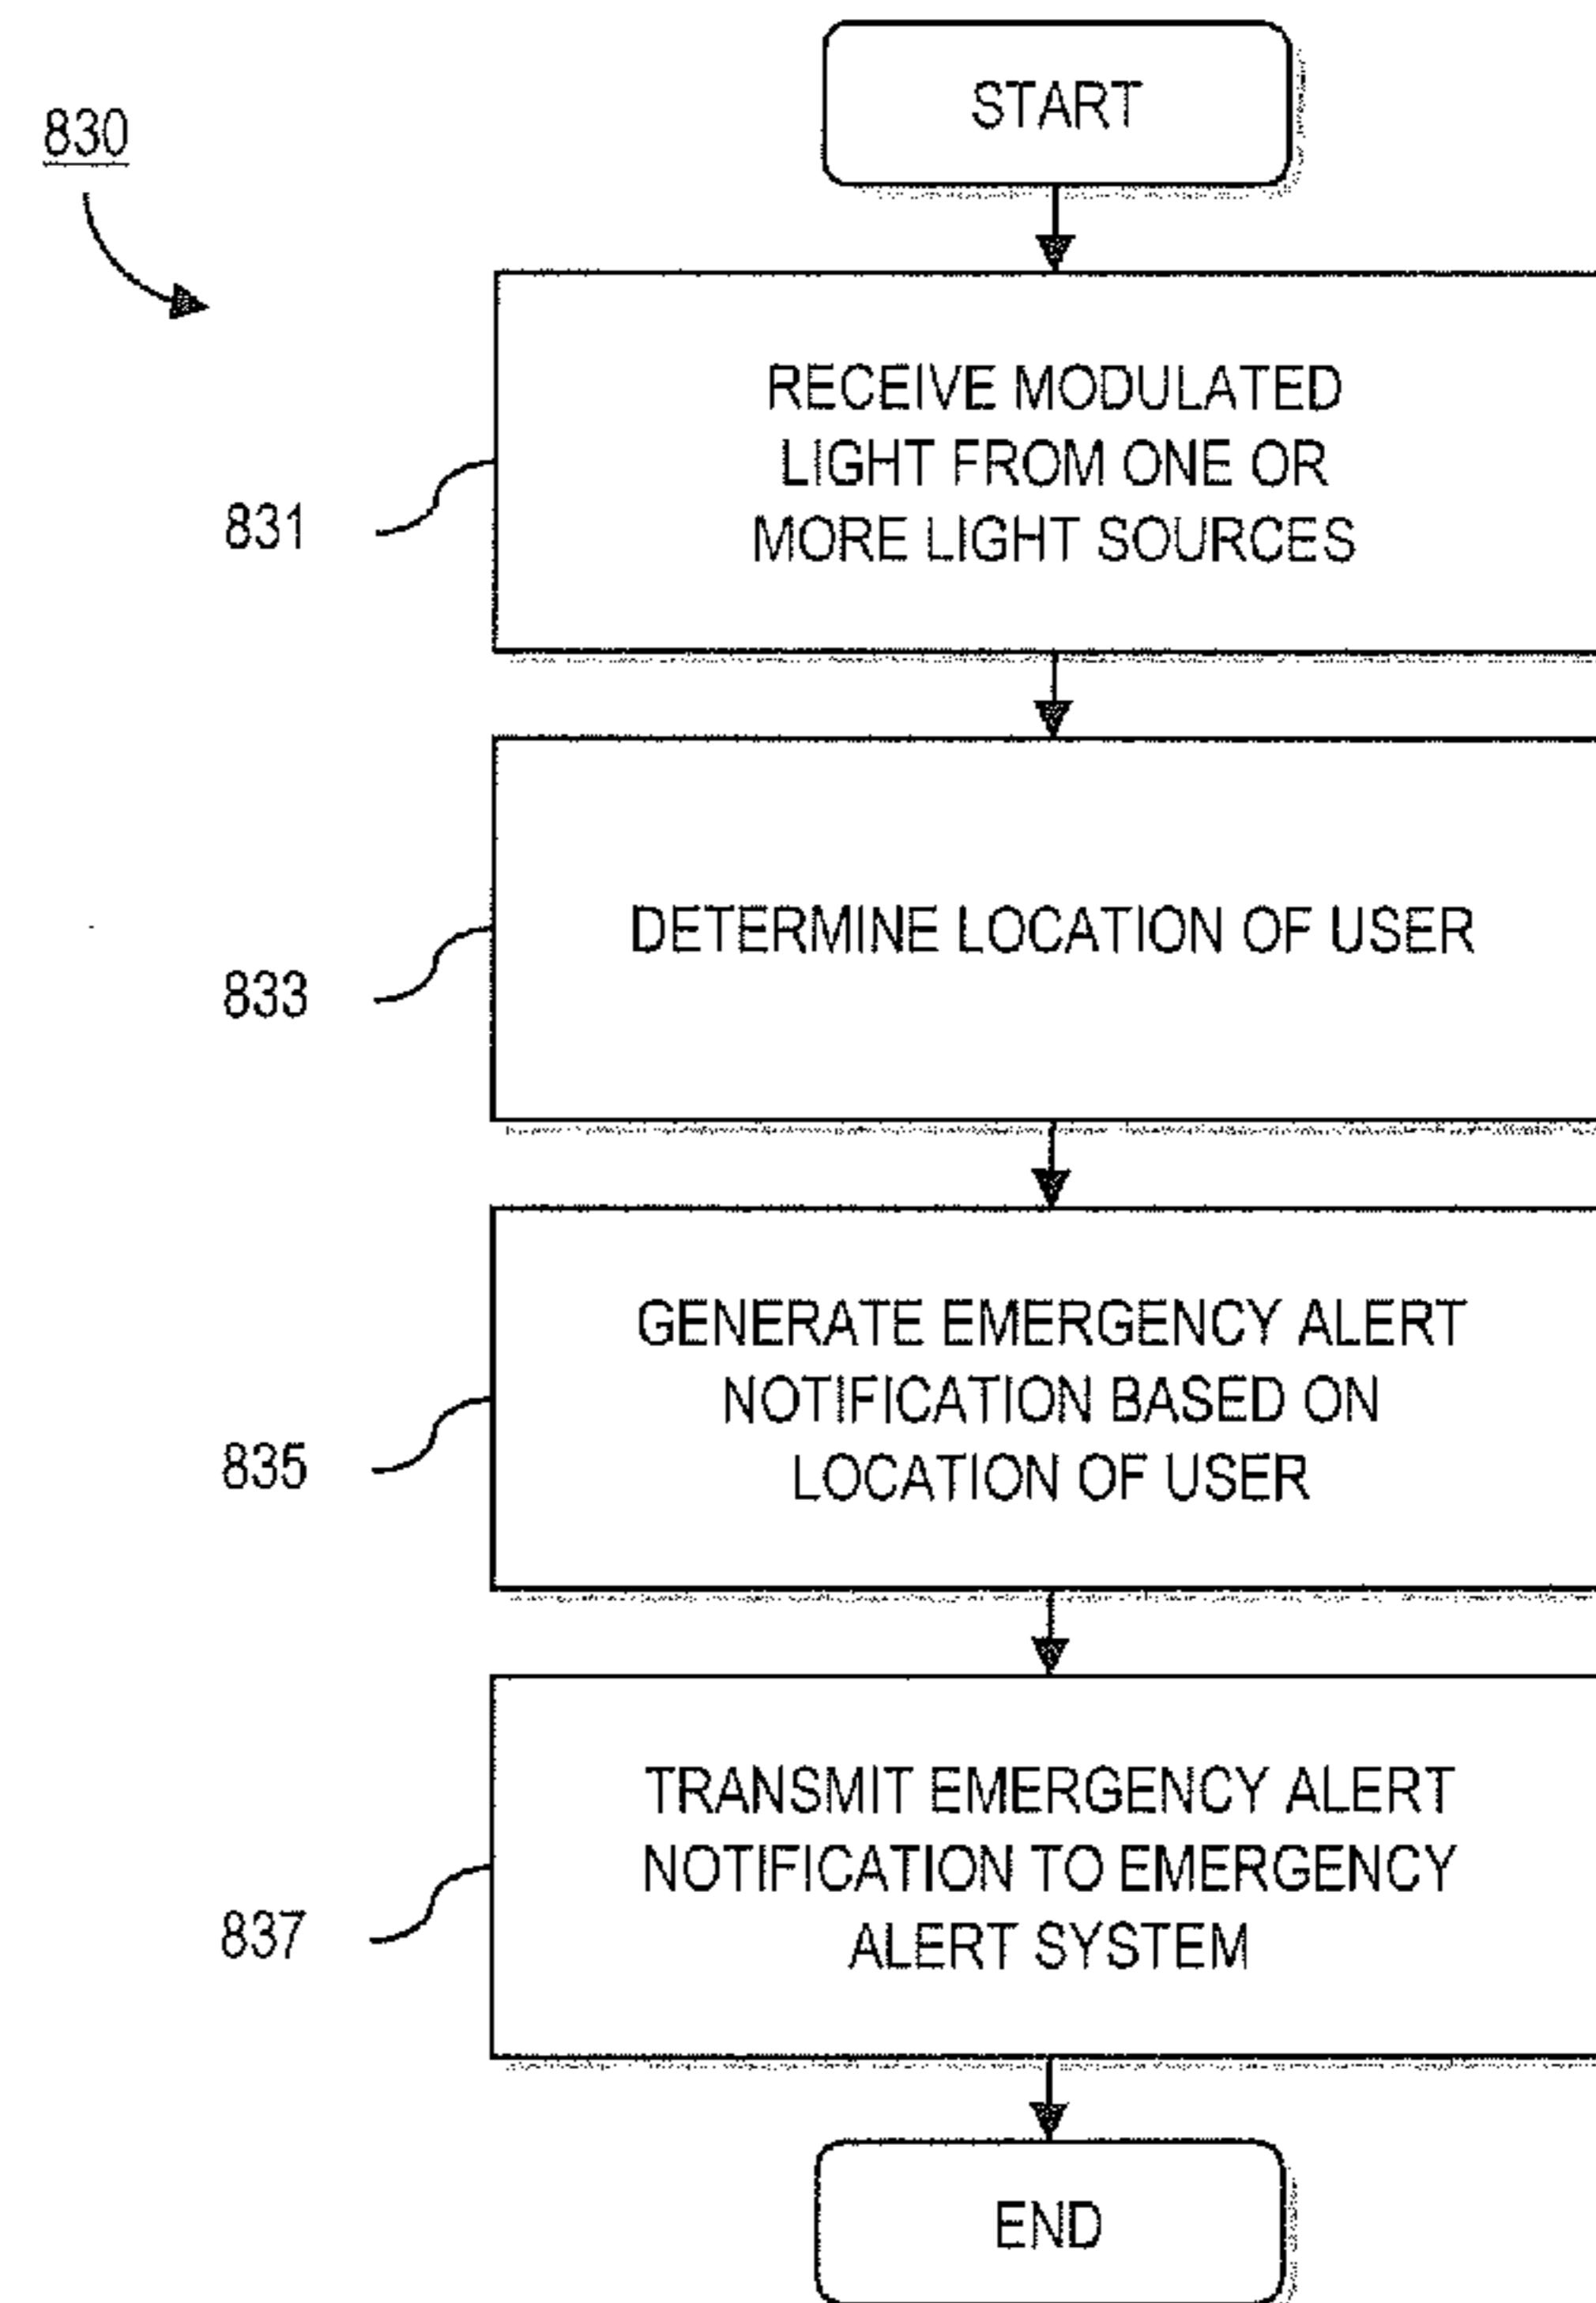 START
830
RECEIVE MODULATED
LIGHT FROM ONE OR
MORE LIGHT SOURCES
831
DETERMINE LOCATION OF USER
833
GENERATE EMERGENCY ALERT
NOTIFICATION BASED ON
LOCATION OF USER
835
TRANSMIT EMERGENCY ALERT
NOTIFICATION TO EMERGENCY
ALERT SYSTEM
837
END